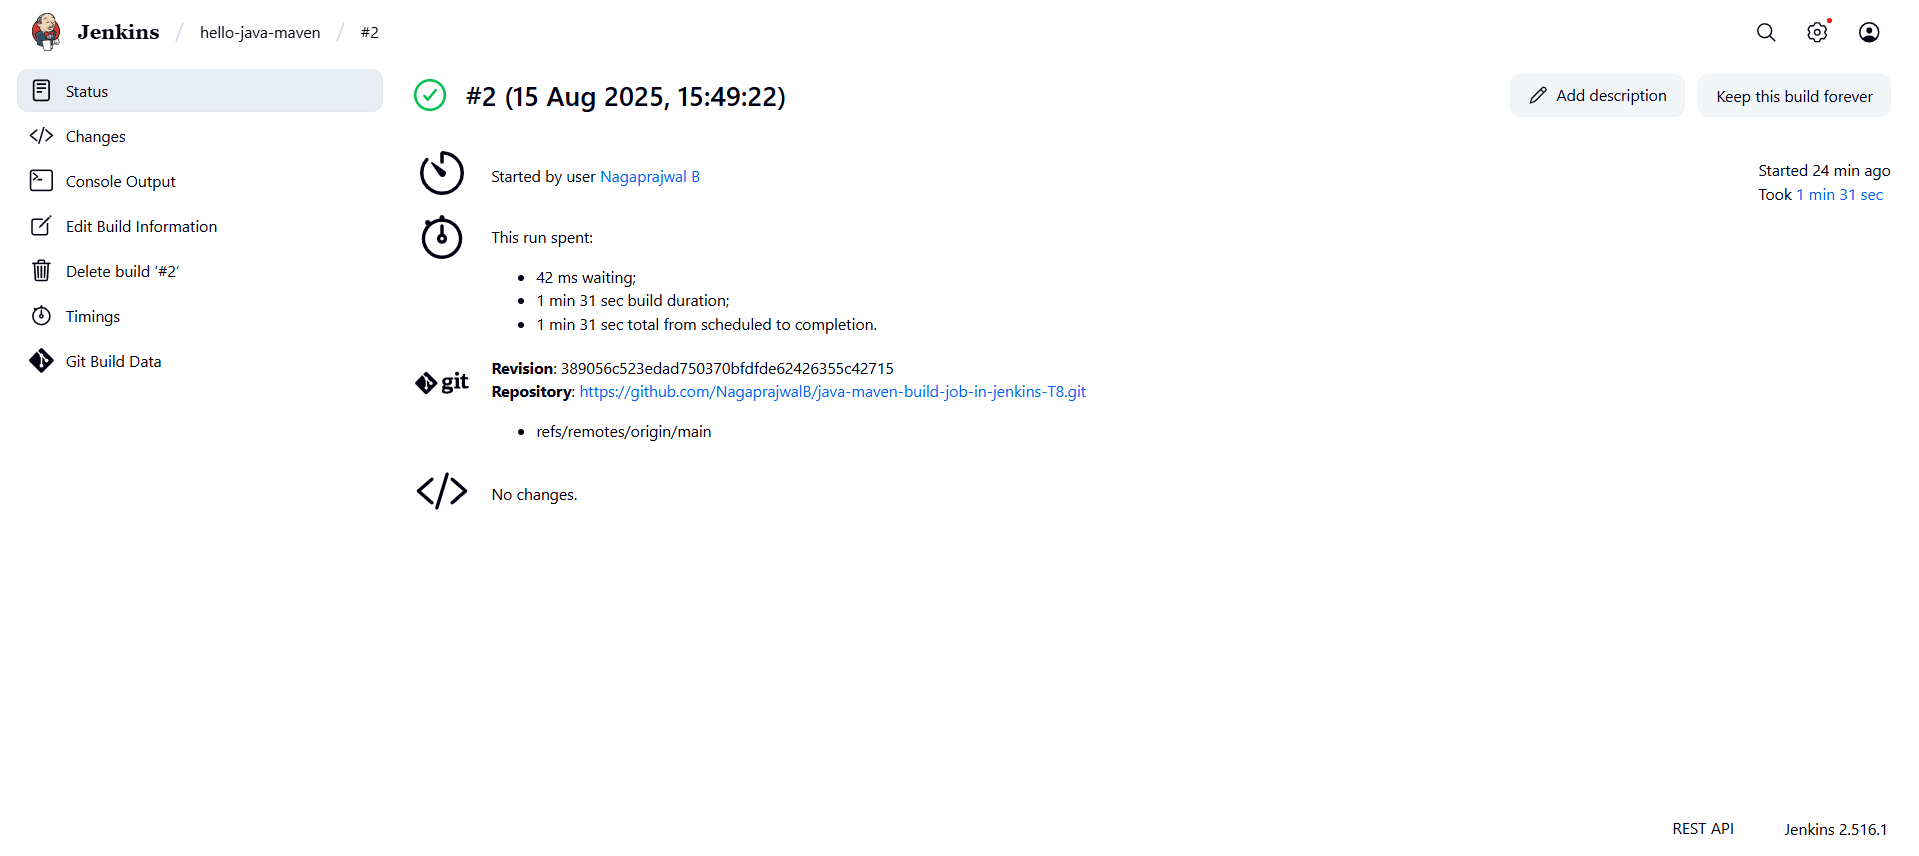 Jenkins / hello-java-maven / #2
Status
Changes
Console Output
Edit Build Information
Delete build ‘#2’
Timings
Git Build Data
#2 (15 Aug 2025, 15:49:22)
Add description
Keep this build forever
Started by user Nagaprajwal B
Started 24 min ago
Took 1 min 31 sec
This run spent:
• 42 ms waiting;
• 1 min 31 sec build duration;
• 1 min 31 sec total from scheduled to completion.
git
Revision: 389056c523edad750370bfdfde62426355c42715
Repository: https://github.com/NagaprajwalB/java-maven-build-job-in-jenkins-T8.git
• refs/remotes/origin/main
No changes.
REST API
Jenkins 2.516.1